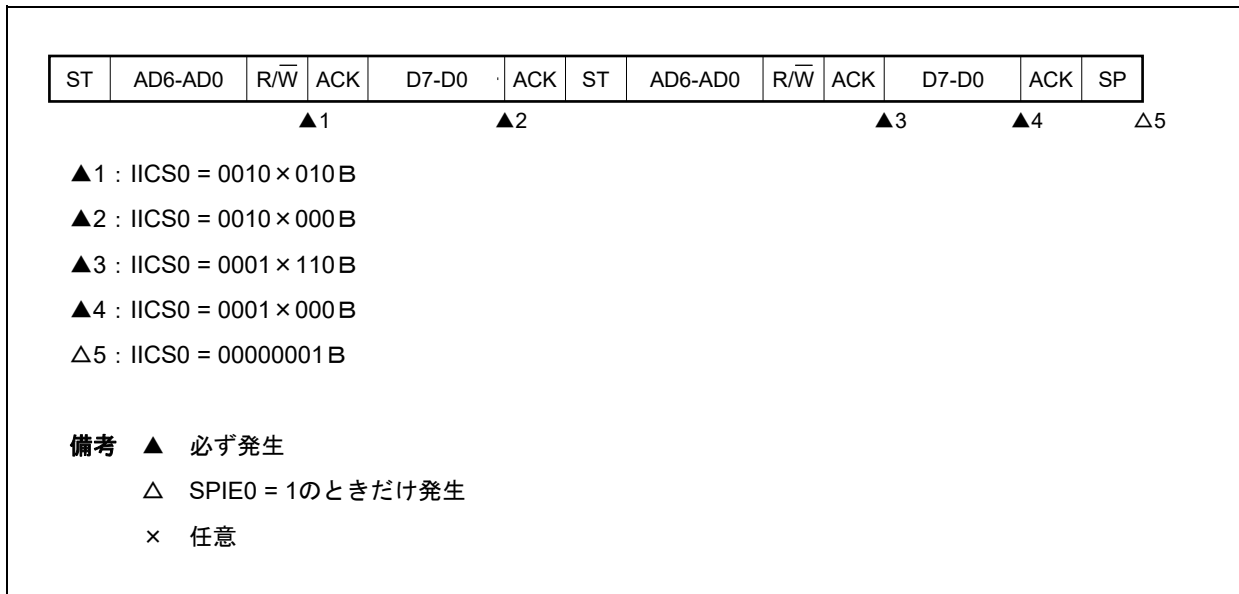 ST AD6-AD0 R/W̅ ACK D7-D0 ACK ST AD6-AD0 R/W̅ ACK D7-D0 ACK SP
▲1 ▲2 ▲3 ▲4 △5
▲1：IICS0 = 0010×010B
▲2：IICS0 = 0010×000B
▲3：IICS0 = 0001×110B
▲4：IICS0 = 0001×000B
△5：IICS0 = 00000001B
備考 ▲ 必ず発生
△ SPIE0 = 1のときだけ発生
× 任意